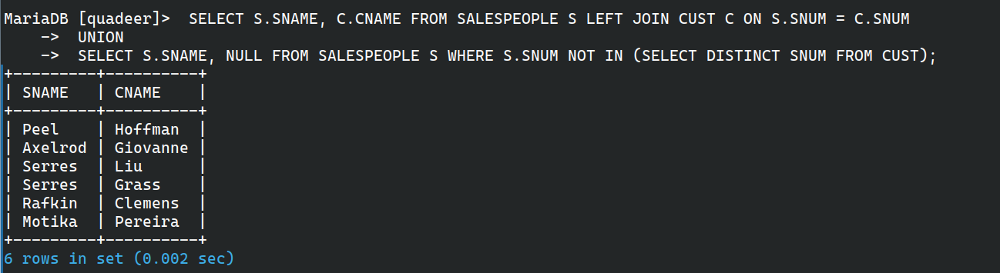 MariaDB [quadeer]>  SELECT S.SNAME, C.CNAME FROM SALESPEOPLE S LEFT JOIN CUST C ON S.SNUM = C.SNUM
    ->  UNION
    ->  SELECT S.SNAME, NULL FROM SALESPEOPLE S WHERE S.SNUM NOT IN (SELECT DISTINCT SNUM FROM CUST);
+---------+----------+
| SNAME   | CNAME    |
+---------+----------+
| Peel    | Hoffman  |
| Axelrod | Giovanne |
| Serres  | Liu      |
| Serres  | Grass    |
| Rafkin  | Clemens  |
| Motika  | Pereira  |
+---------+----------+
6 rows in set (0.002 sec)